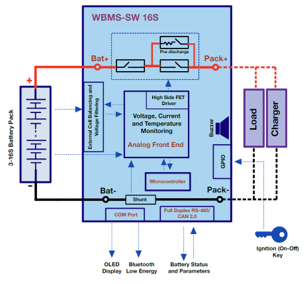 WBMS-SW 16S
Pre-discharge
Bat+
Pack+
+
3-16S Battery Pack
-
External Cell Balancing and
Voltage Filtering
High Side FET
Driver
Voltage, Current
and Temperature
Monitoring
Analog Front End
Microcontroller
Buzzer
GPIO
Load
Charger
Bat-
Shunt
Pack-
COM Port
Full Duplex RS-485/
CAN 2.0
OLED
Display
Bluetooth
Low Energy
Battery Status
and Parameters
Ignition (On-Off)
Key